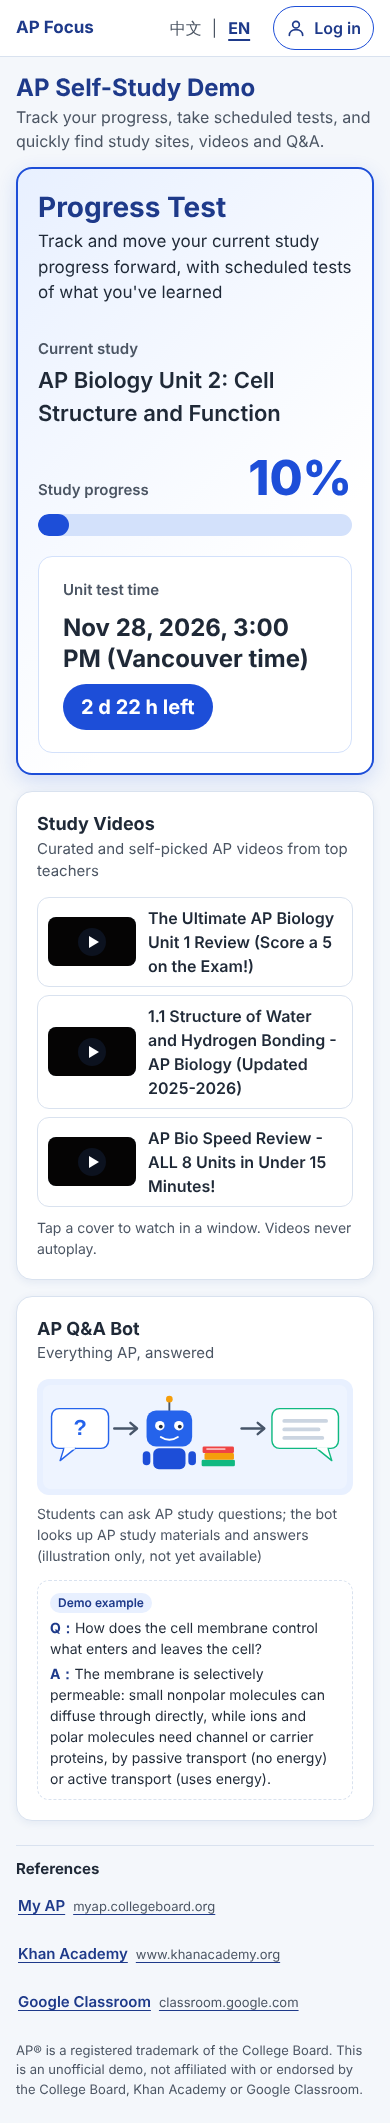 AP Focus
中文 | EN
Log in
AP Self-Study Demo
Track your progress, take scheduled tests, and
quickly find study sites, videos and Q&A.
Progress Test
Track and move your current study
progress forward, with scheduled tests
of what you've learned
Current study
AP Biology Unit 2: Cell
Structure and Function
Study progress
10%
Unit test time
Nov 28, 2026, 3:00
PM (Vancouver time)
2 d 22 h left
Study Videos
Curated and self-picked AP videos from top
teachers
The Ultimate AP Biology
Unit 1 Review (Score a 5
on the Exam!)
1.1 Structure of Water
and Hydrogen Bonding -
AP Biology (Updated
2025-2026)
AP Bio Speed Review -
ALL 8 Units in Under 15
Minutes!
Tap a cover to watch in a window. Videos never
autoplay.
AP Q&A Bot
Everything AP, answered
?
Students can ask AP study questions; the bot
looks up AP study materials and answers
(illustration only, not yet available)
Demo example
Q：How does the cell membrane control
what enters and leaves the cell?
A：The membrane is selectively
permeable: small nonpolar molecules can
diffuse through directly, while ions and
polar molecules need channel or carrier
proteins, by passive transport (no energy)
or active transport (uses energy).
References
My AP myap.collegeboard.org
Khan Academy www.khanacademy.org
Google Classroom classroom.google.com
AP® is a registered trademark of the College Board. This
is an unofficial demo, not affiliated with or endorsed by
the College Board, Khan Academy or Google Classroom.